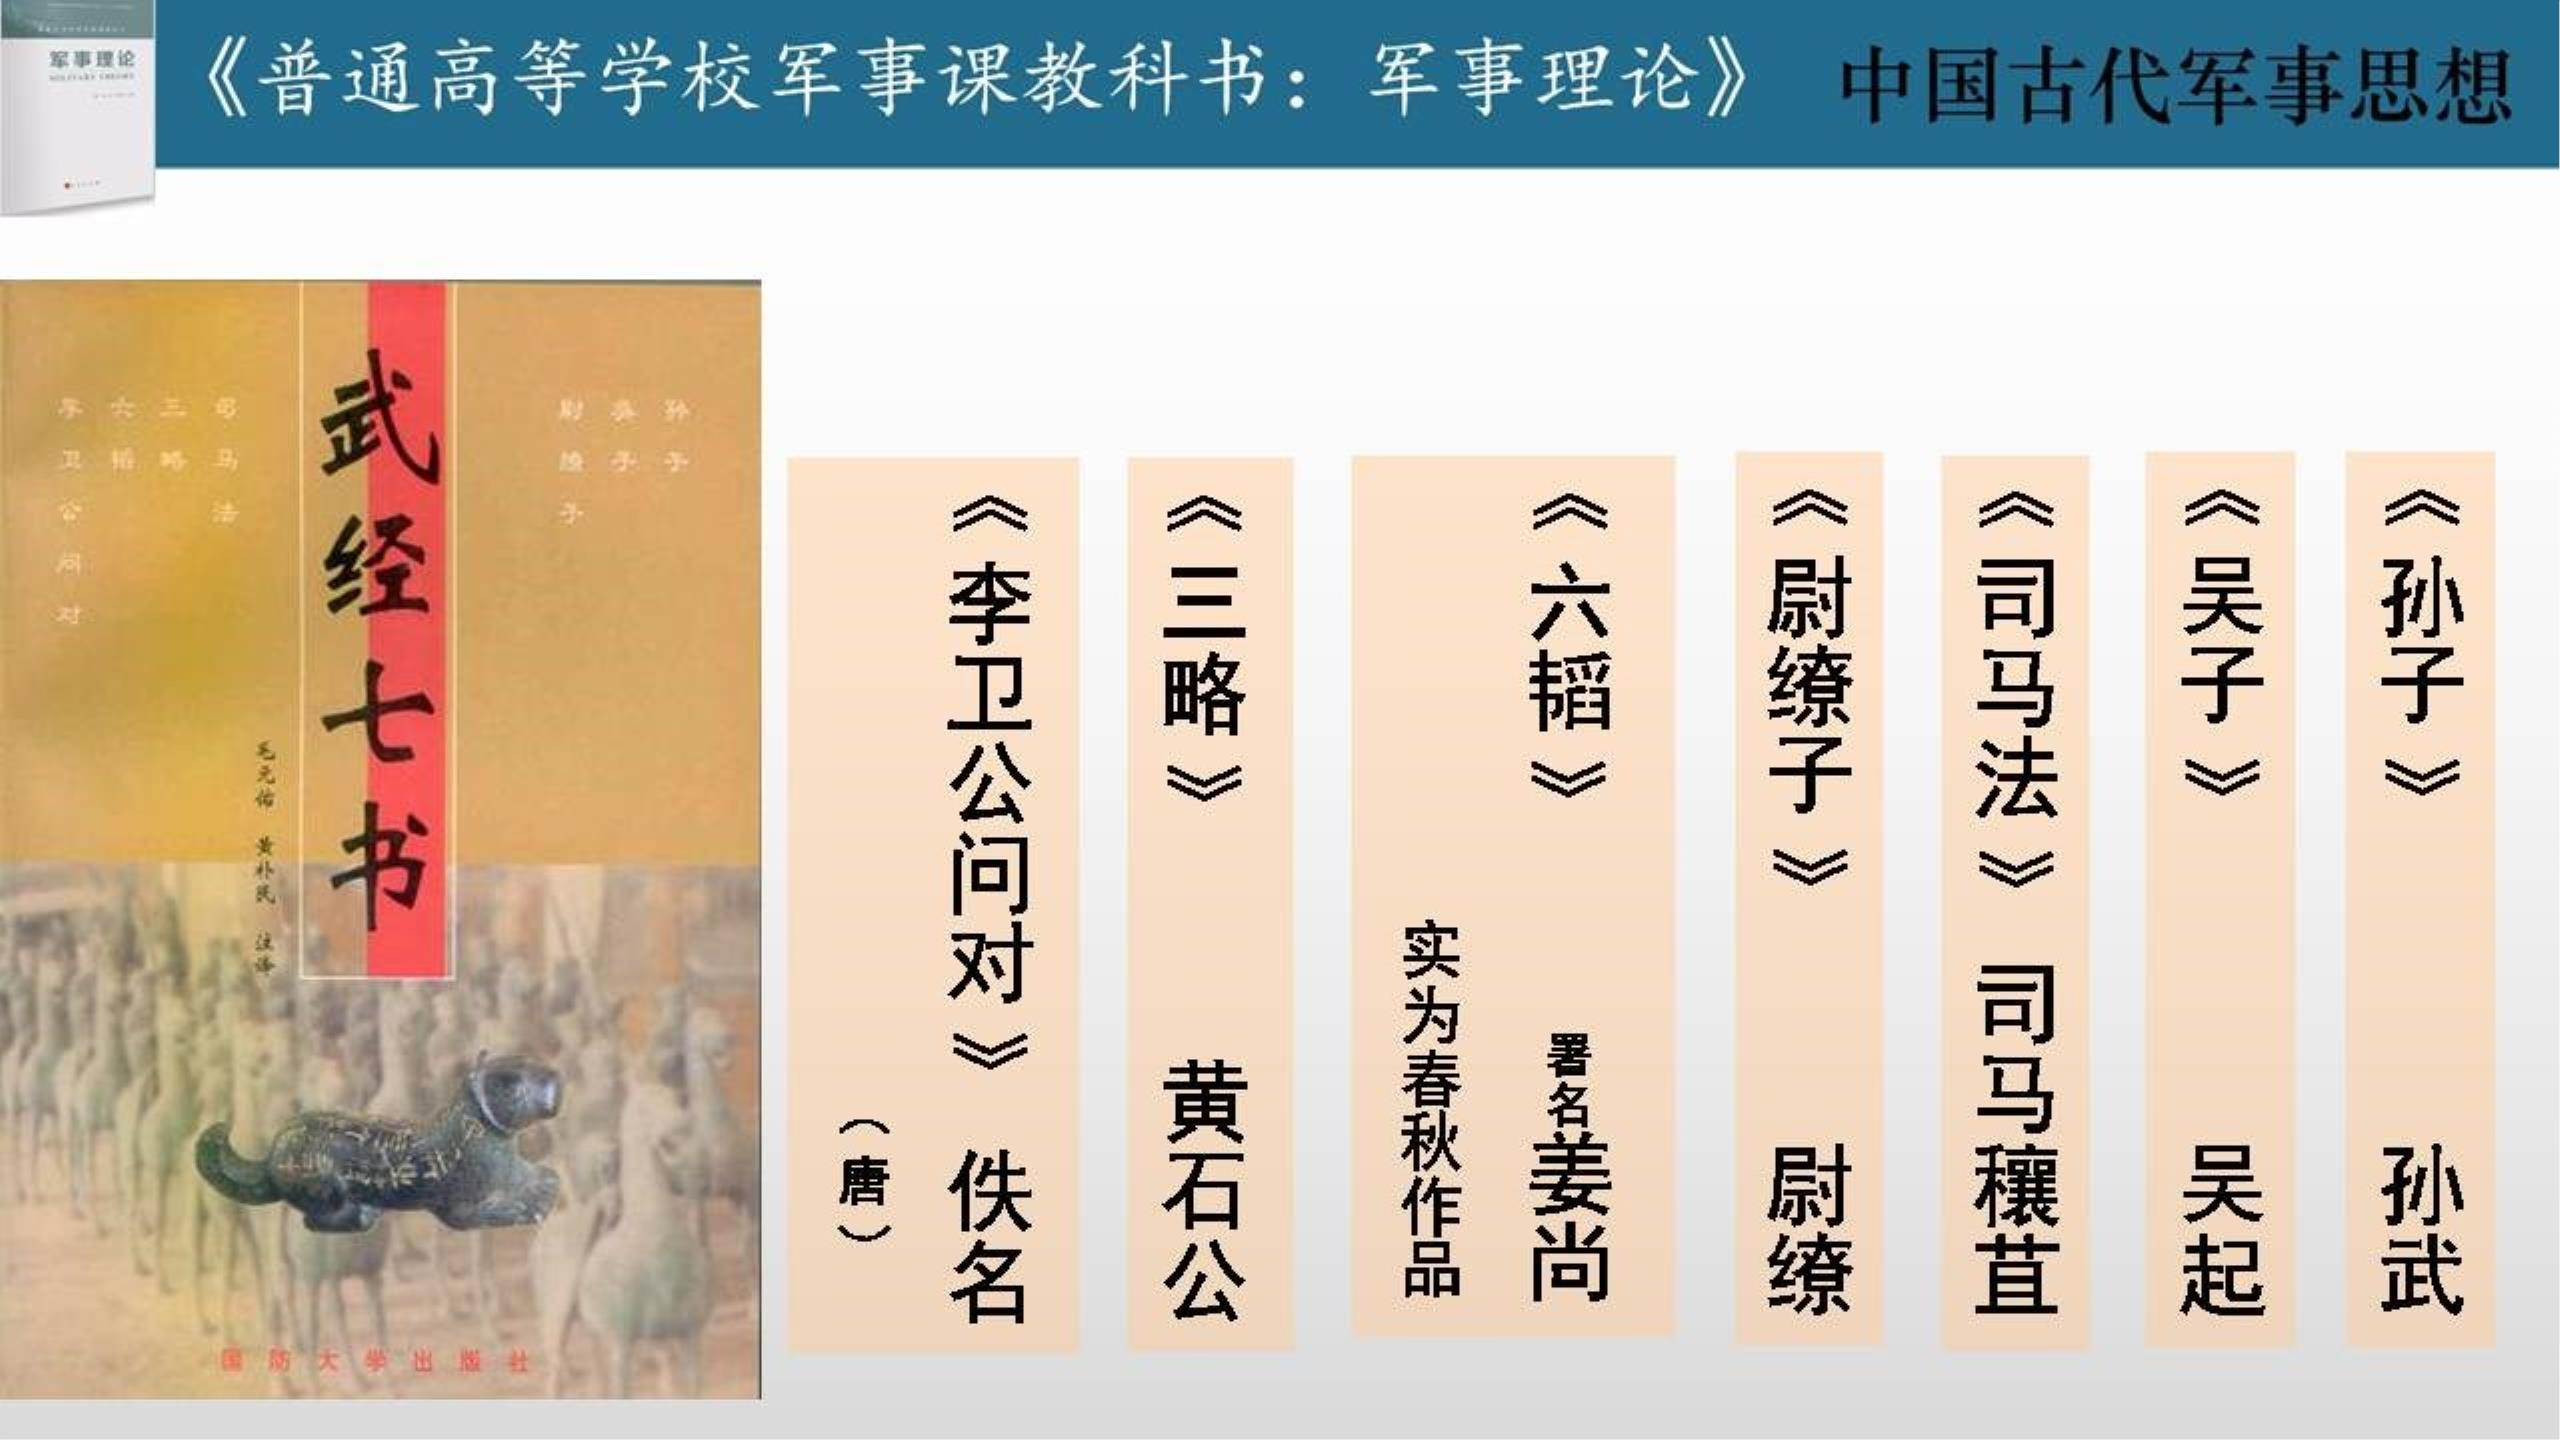 军事理论
MILITARY THEORY
《普通高等学校军事课教科书：军事理论》
中国古代军事思想
孙子
吴子
尉缭子
武经七书
司马法
三略
六韬
李卫公问对
毛元佑 黄朴民 注译
国防大学出版社
《孙子》 孙武
《吴子》 吴起
《司马法》 司马穰苴
《尉缭子》 尉缭
《六韬》 署名姜尚
实为春秋作品
《三略》 黄石公
《李卫公问对》 佚名
（唐）